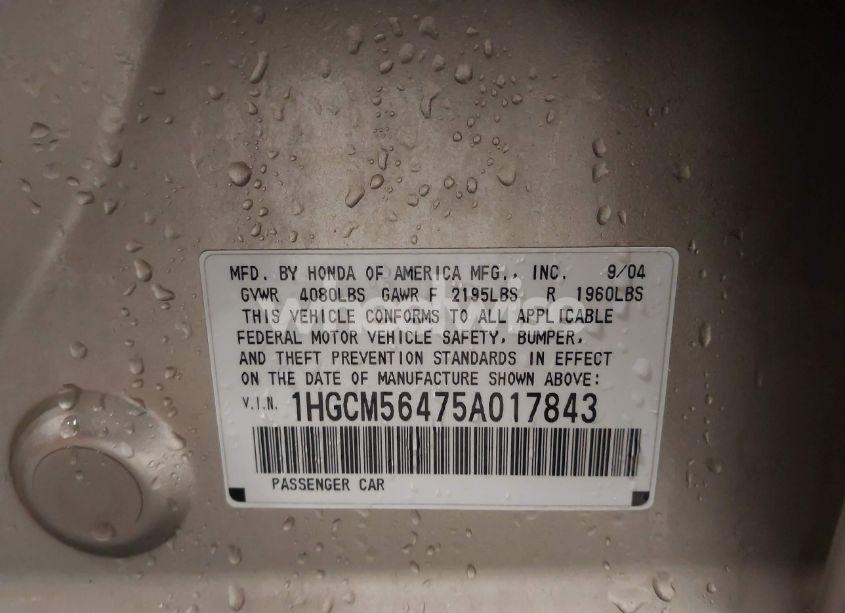 MFD. BY HONDA OF AMERICA MFG., INC. 9/04
GVWR 4080LBS GAWR F 2195LBS R 1960LBS
THIS VEHICLE CONFORMS TO ALL APPLICABLE
FEDERAL MOTOR VEHICLE SAFETY, BUMPER,
AND THEFT PREVENTION STANDARDS IN EFFECT
ON THE DATE OF MANUFACTURE SHOWN ABOVE:
V.I.N. 1HGCM56475A017843
PASSENGER CAR